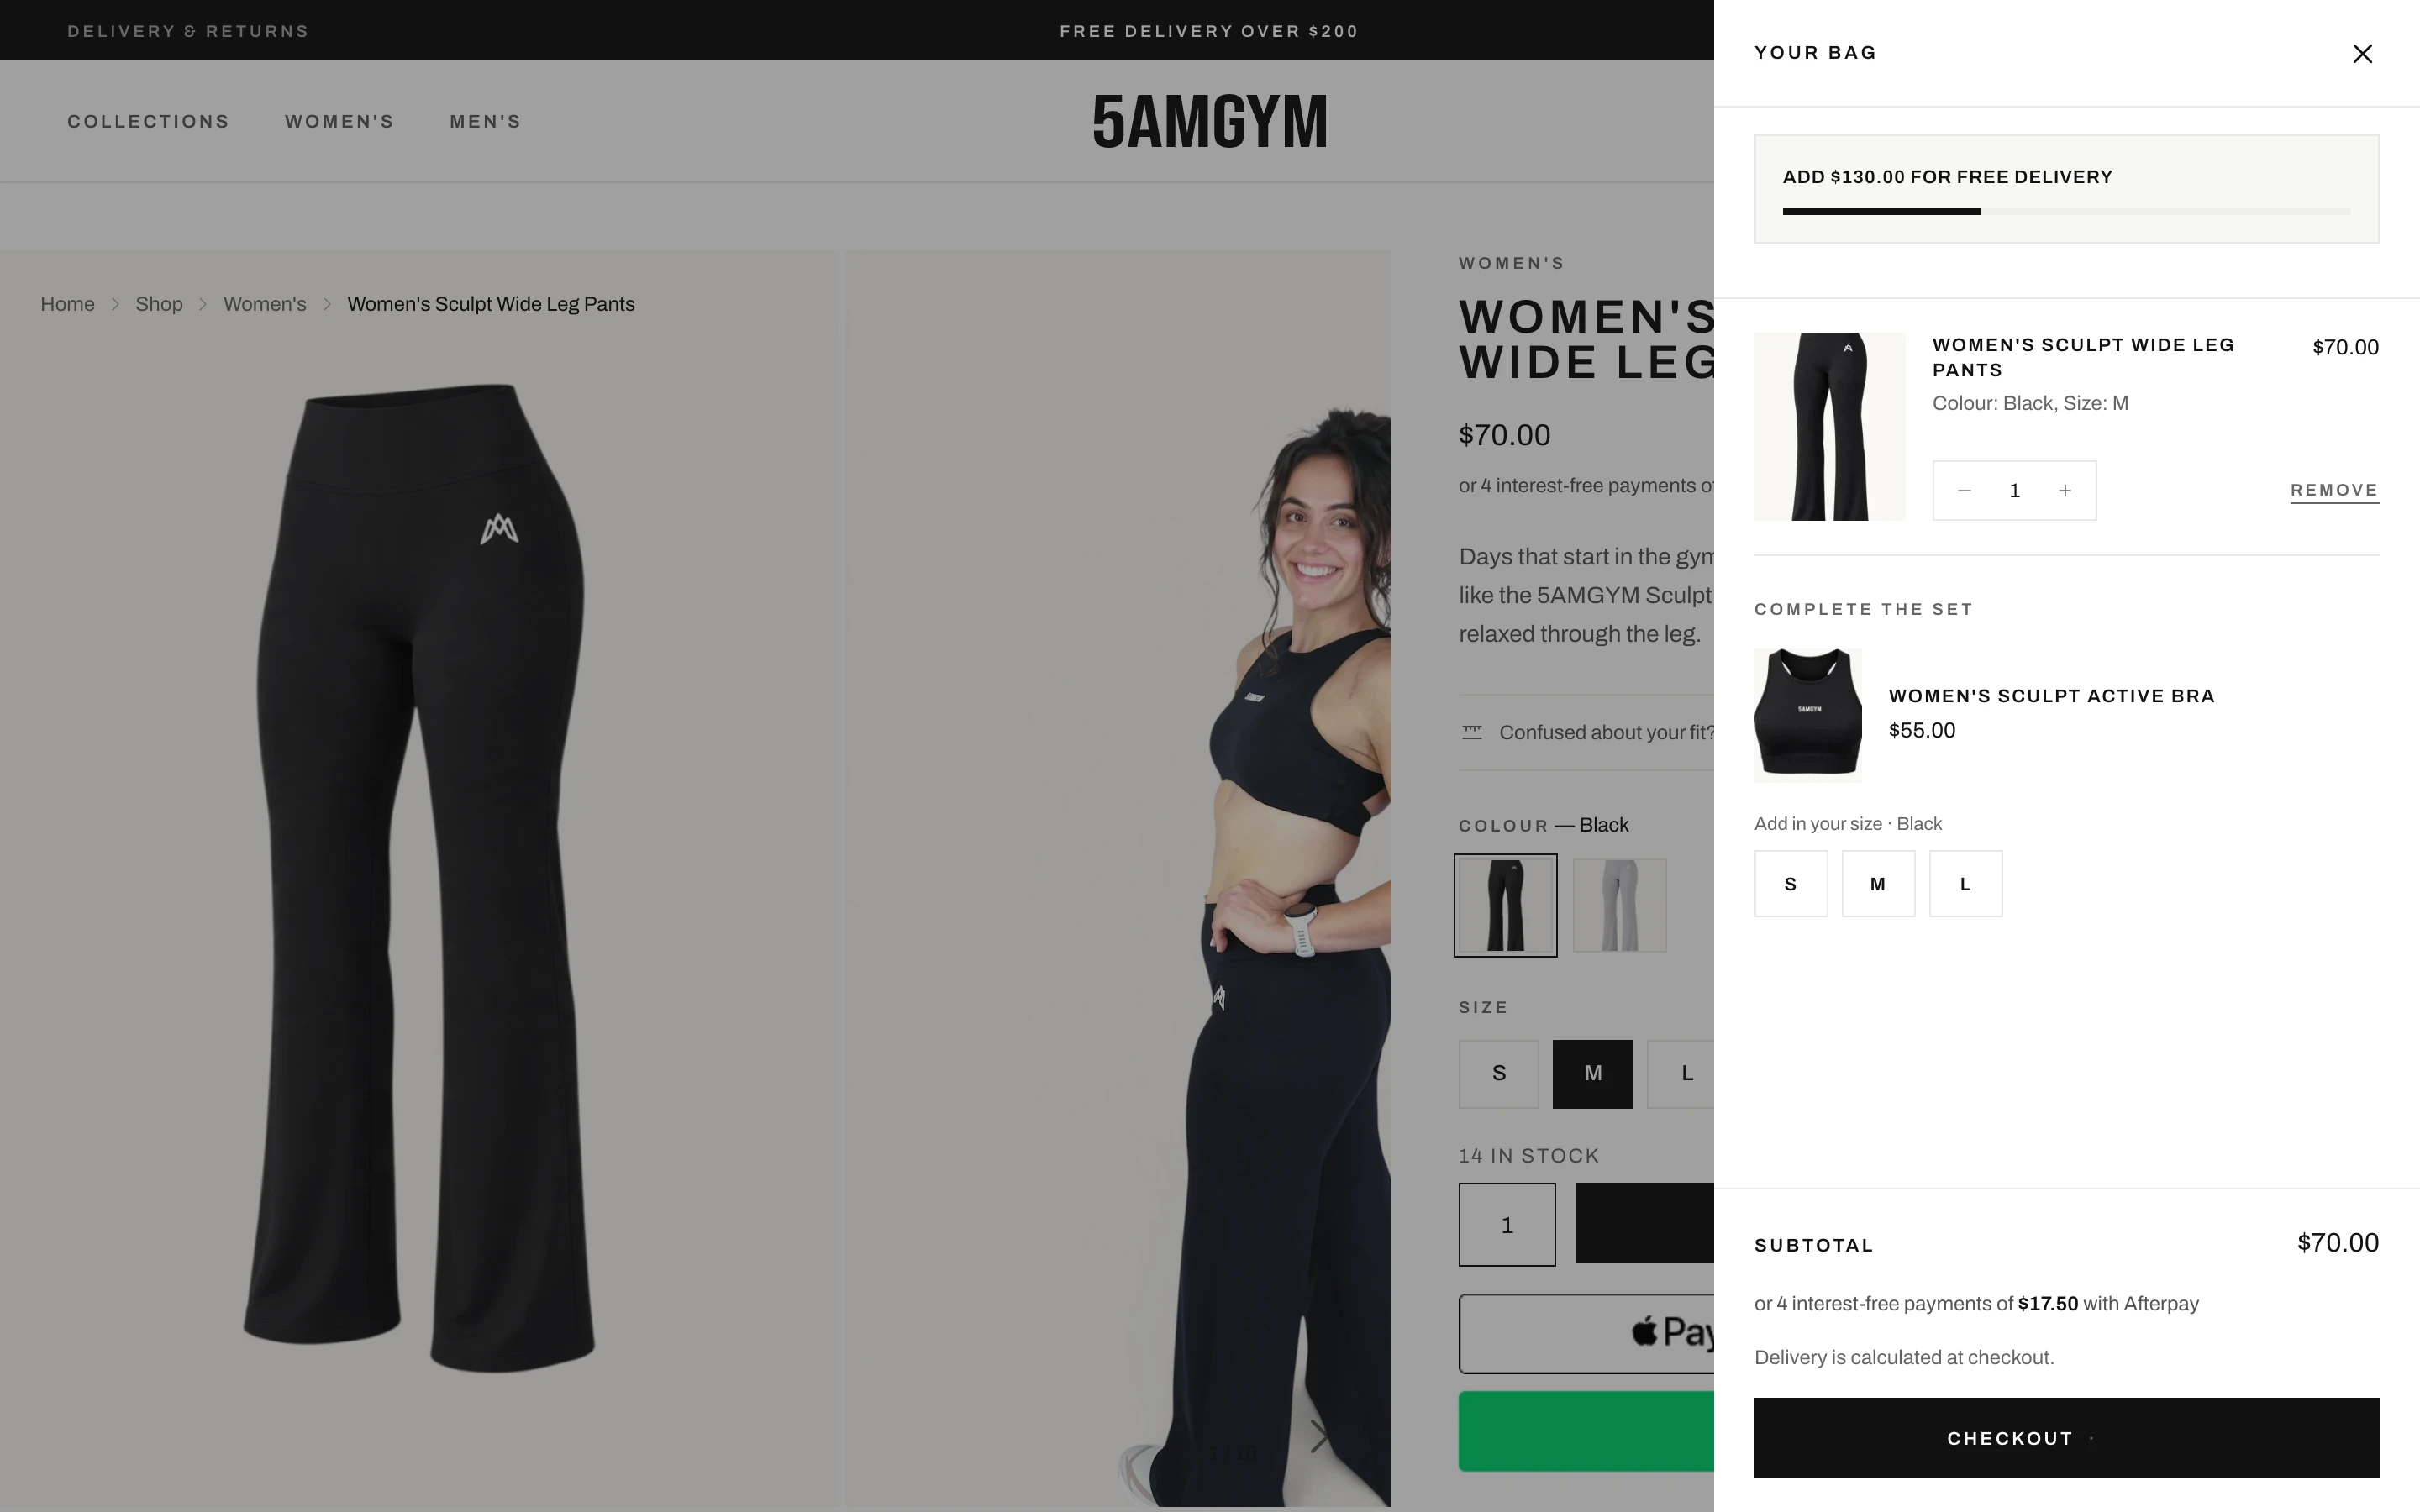 DELIVERY & RETURNS
FREE DELIVERY OVER $200
COLLECTIONS WOMEN'S MEN'S
5AMGYM
Home > Shop > Women's > Women's Sculpt Wide Leg Pants
5AMGYM
WOMEN'S
WOMEN'S
WIDE LEG
$70.00
or 4 interest-free payments of
Days that start in the gym
like the 5AMGYM Sculpt
relaxed through the leg.
Confused about your fit?
COLOUR — Black
SIZE
S M L
14 IN STOCK
1
Pay
YOUR BAG
ADD $130.00 FOR FREE DELIVERY
WOMEN'S SCULPT WIDE LEG
PANTS
$70.00
Colour: Black, Size: M
− 1 +
REMOVE
COMPLETE THE SET
5AMGYM
WOMEN'S SCULPT ACTIVE BRA
$55.00
Add in your size · Black
S M L
SUBTOTAL $70.00
or 4 interest-free payments of $17.50 with Afterpay
Delivery is calculated at checkout.
CHECKOUT ·